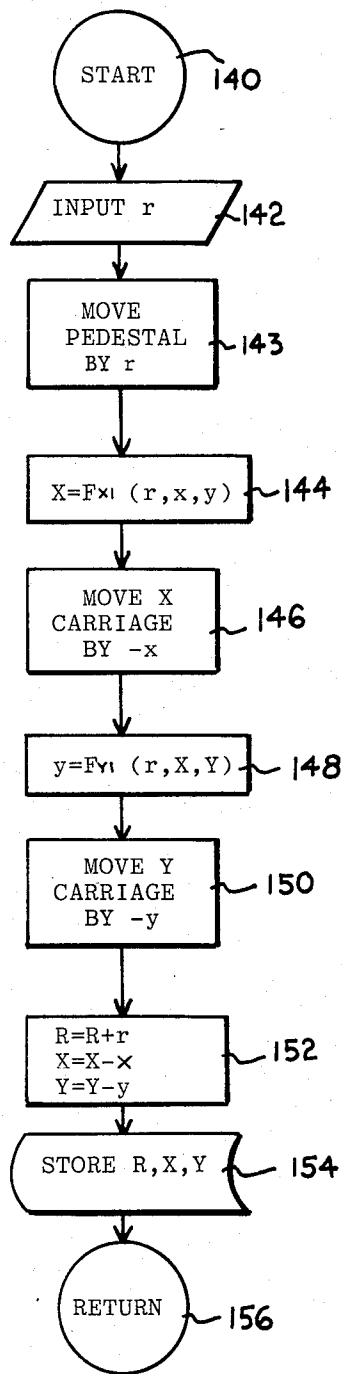 START
140
INPUT r
142
MOVE
PEDESTAL
BY r
143
X=Fx1 (r,x,y)
144
MOVE X
CARRIAGE
BY -x
146
y=FY1 (r,X,Y)
148
MOVE Y
CARRIAGE
BY -y
150
R=R+r
X=X-x
Y=Y-y
152
STORE R,X,Y
154
RETURN
156